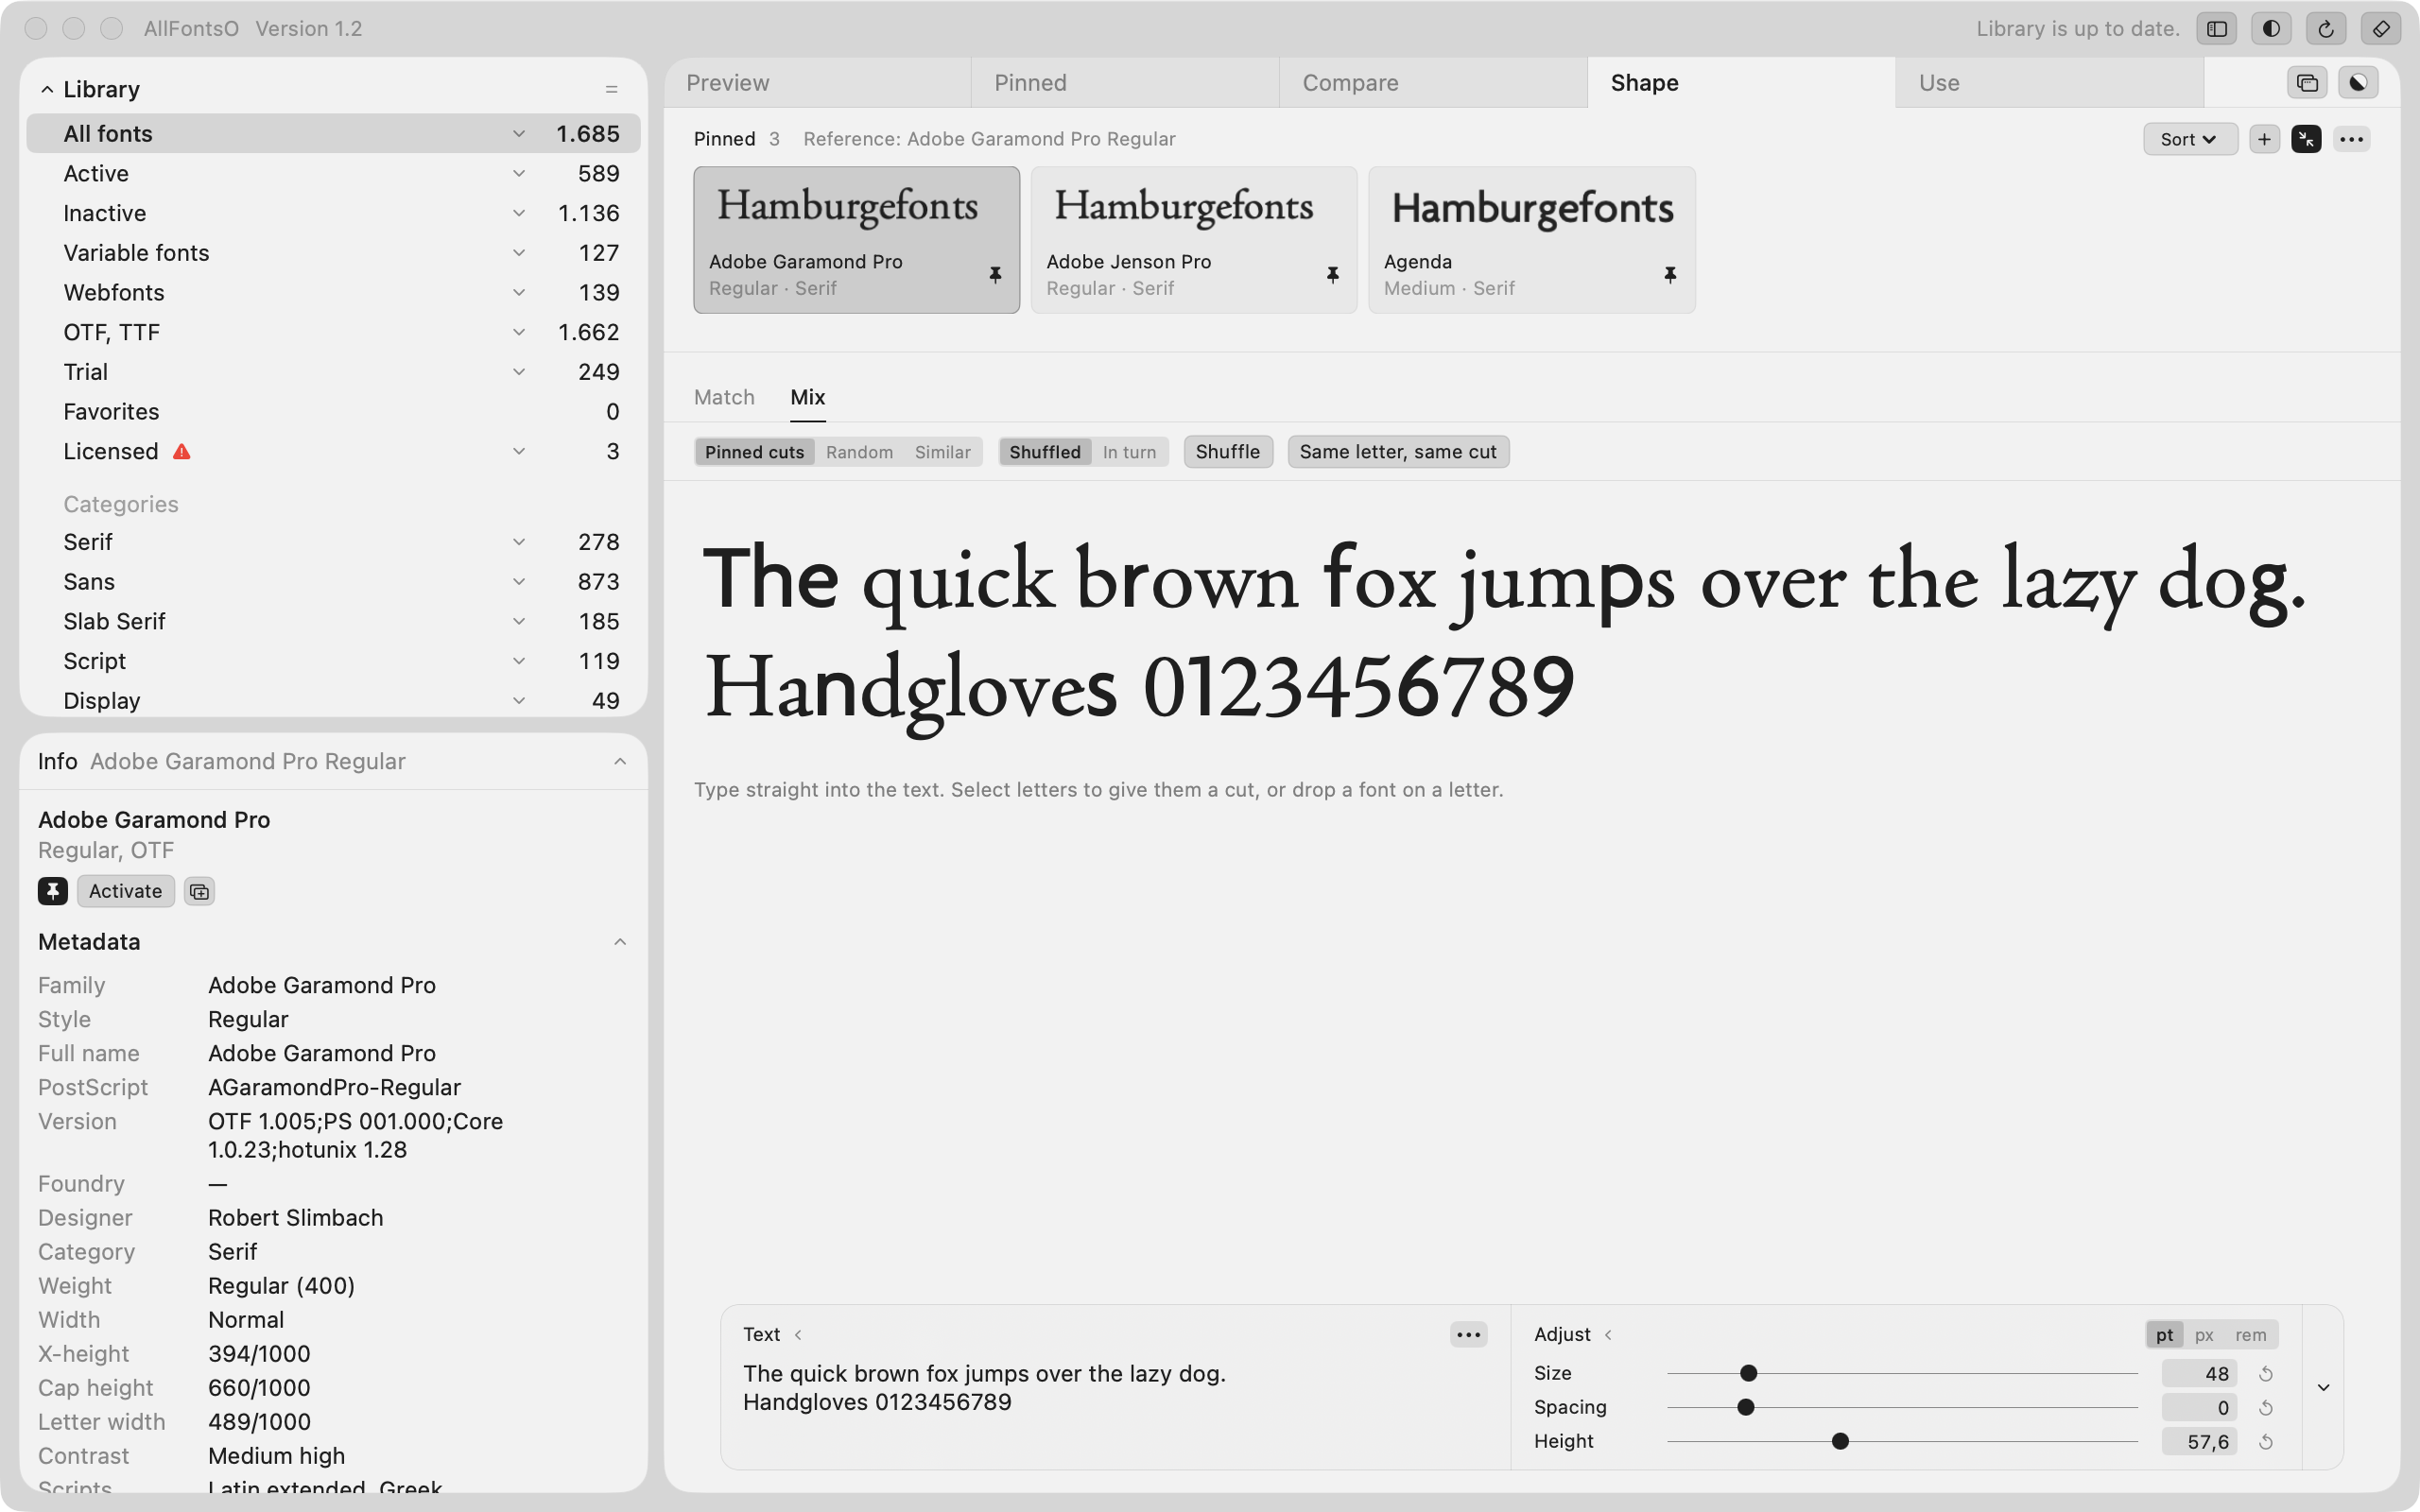 AllFontsO Version 1.2
Library is up to date.
Library
All fonts 1.685
Active 589
Inactive 1.136
Variable fonts 127
Webfonts 139
OTF, TTF 1.662
Trial 249
Favorites 0
Licensed 3
Categories
Serif 278
Sans 873
Slab Serif 185
Script 119
Display 49
Info Adobe Garamond Pro Regular
Adobe Garamond Pro
Regular, OTF
Activate
Metadata
Family Adobe Garamond Pro
Style Regular
Full name Adobe Garamond Pro
PostScript AGaramondPro-Regular
Version OTF 1.005;PS 001.000;Core
1.0.23;hotunix 1.28
Foundry —
Designer Robert Slimbach
Category Serif
Weight Regular (400)
Width Normal
X-height 394/1000
Cap height 660/1000
Letter width 489/1000
Contrast Medium high
Scripts Latin extended, Greek
Preview Pinned Compare Shape Use
Pinned 3 Reference: Adobe Garamond Pro Regular
Sort
Hamburgefonts
Adobe Garamond Pro
Regular · Serif
Hamburgefonts
Adobe Jenson Pro
Regular · Serif
Hamburgefonts
Agenda
Medium · Serif
Match Mix
Pinned cuts Random Similar Shuffled In turn Shuffle Same letter, same cut
The quick brown fox jumps over the lazy dog.
Handgloves 0123456789
Type straight into the text. Select letters to give them a cut, or drop a font on a letter.
Text
The quick brown fox jumps over the lazy dog.
Handgloves 0123456789
Adjust pt px rem
Size 48
Spacing 0
Height 57,6